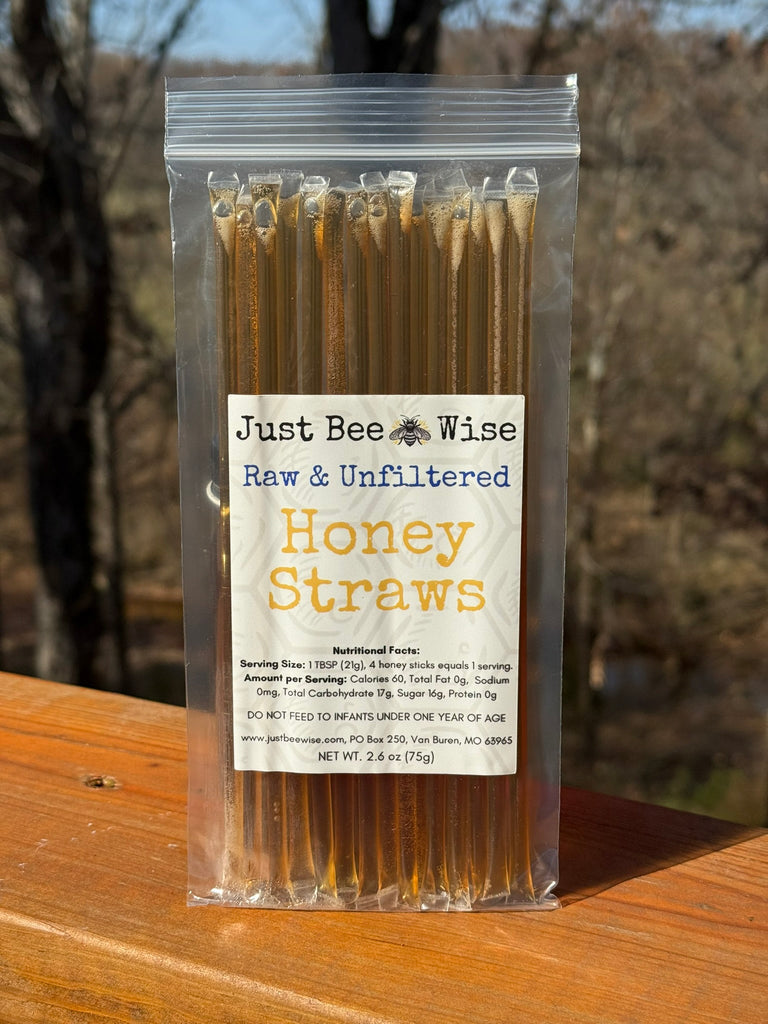 Just Bee Wise
Raw & Unfiltered
Honey
Straws
Nutritional Facts:
Serving Size: 1 TBSP (21g), 4 honey sticks equals 1 serving.
Amount per Serving: Calories 60, Total Fat 0g, Sodium
0mg, Total Carbohydrate 17g, Sugar 16g, Protein 0g
DO NOT FEED TO INFANTS UNDER ONE YEAR OF AGE
www.justbeewise.com, PO Box 250, Van Buren, MO 63965
NET WT. 2.6 oz (75g)